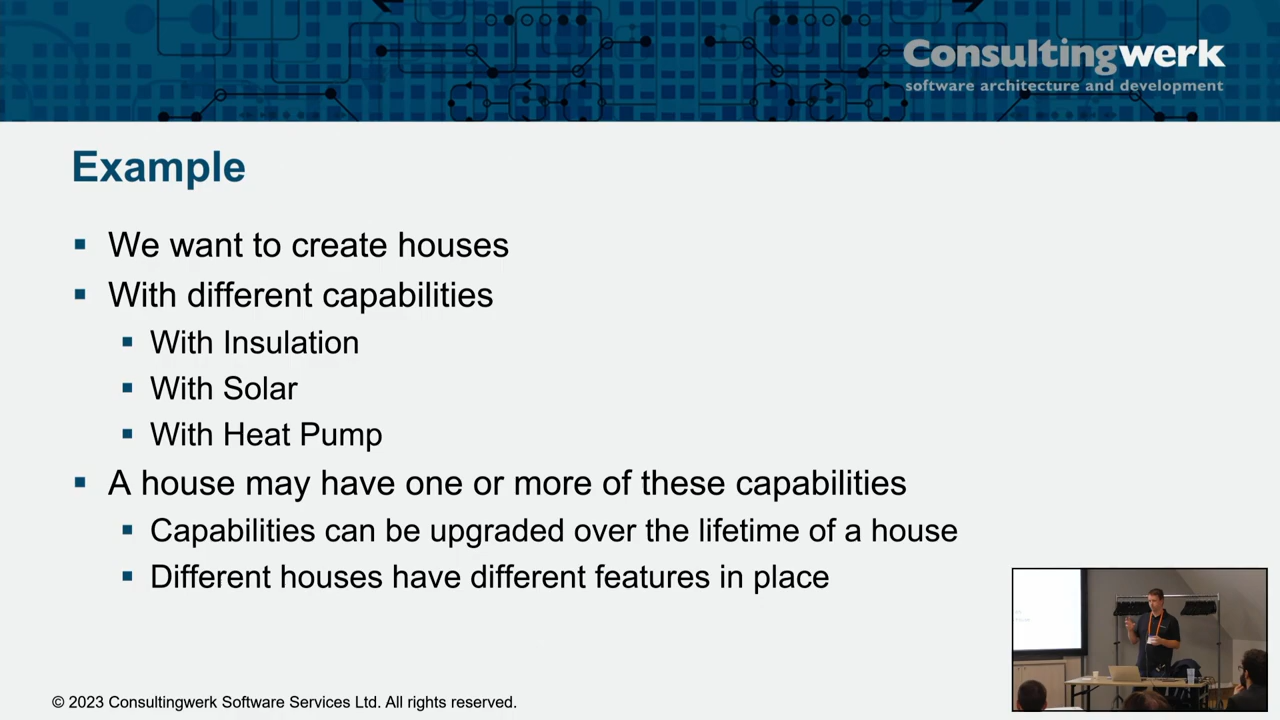 Consultingwerk
software architecture and development
Example
We want to create houses
With different capabilities
With Insulation
With Solar
With Heat Pump
A house may have one or more of these capabilities
Capabilities can be upgraded over the lifetime of a house
Different houses have different features in place
© 2023 Consultingwerk Software Services Ltd. All rights reserved.